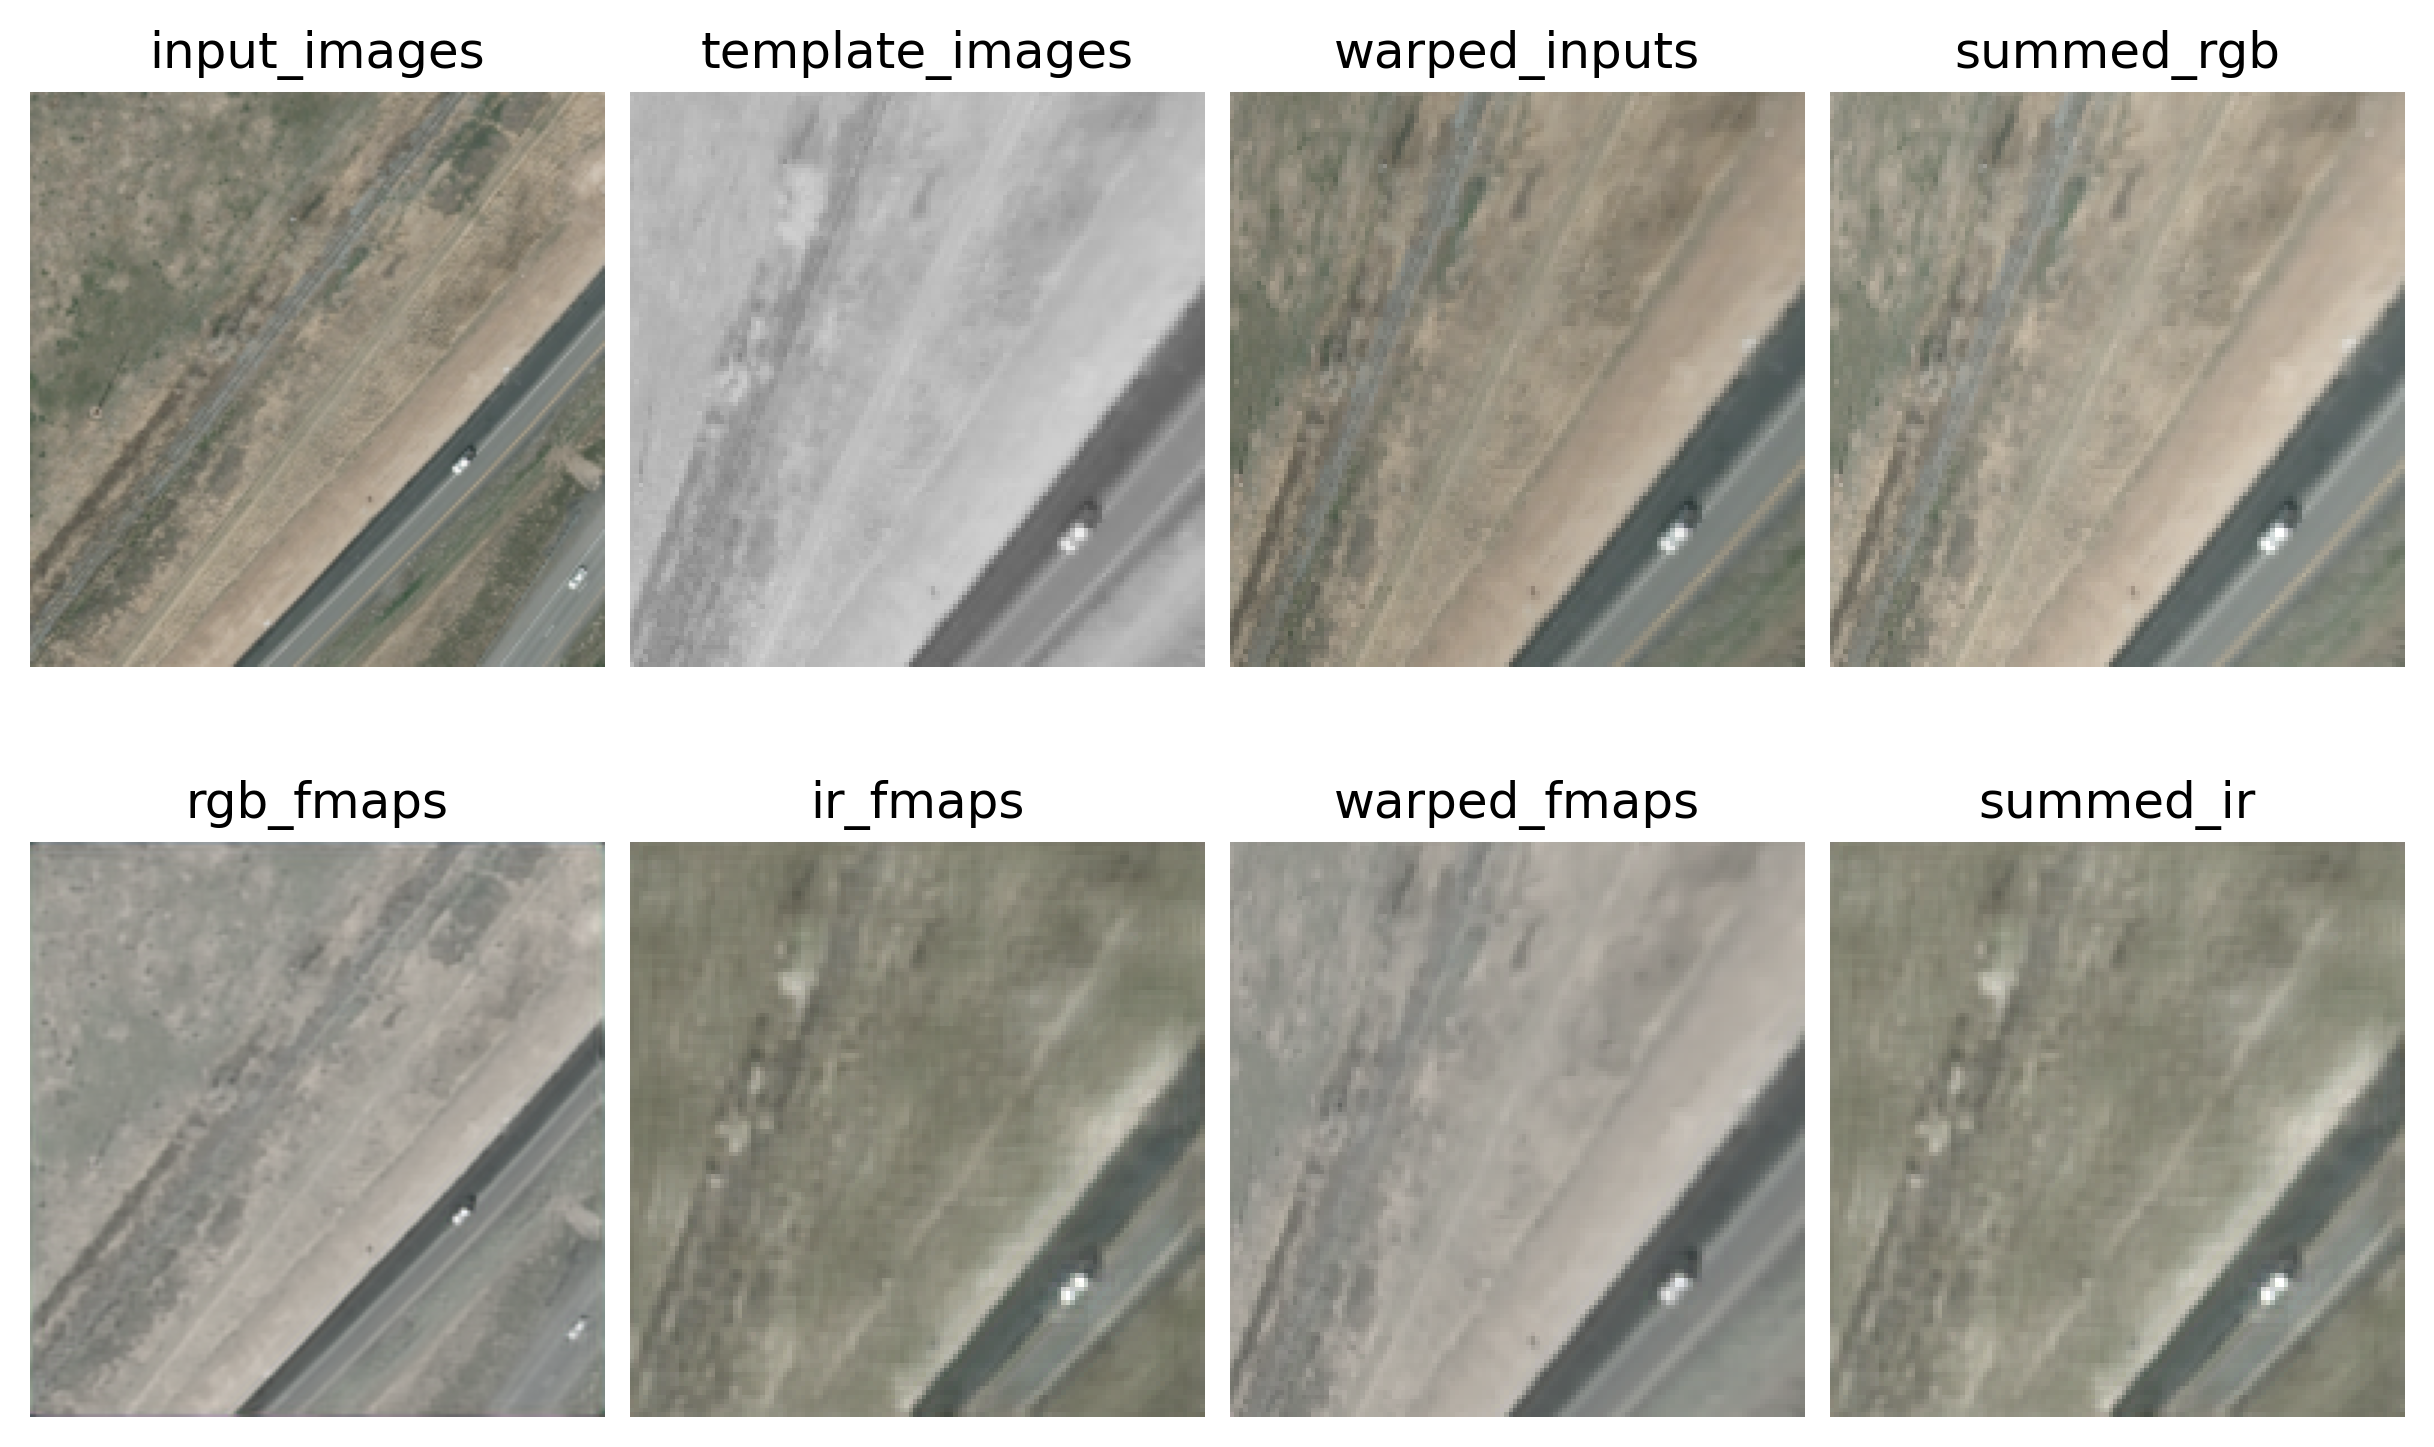 input_images
template_images
warped_inputs
summed_rgb
rgb_fmaps
ir_fmaps
warped_fmaps
summed_ir